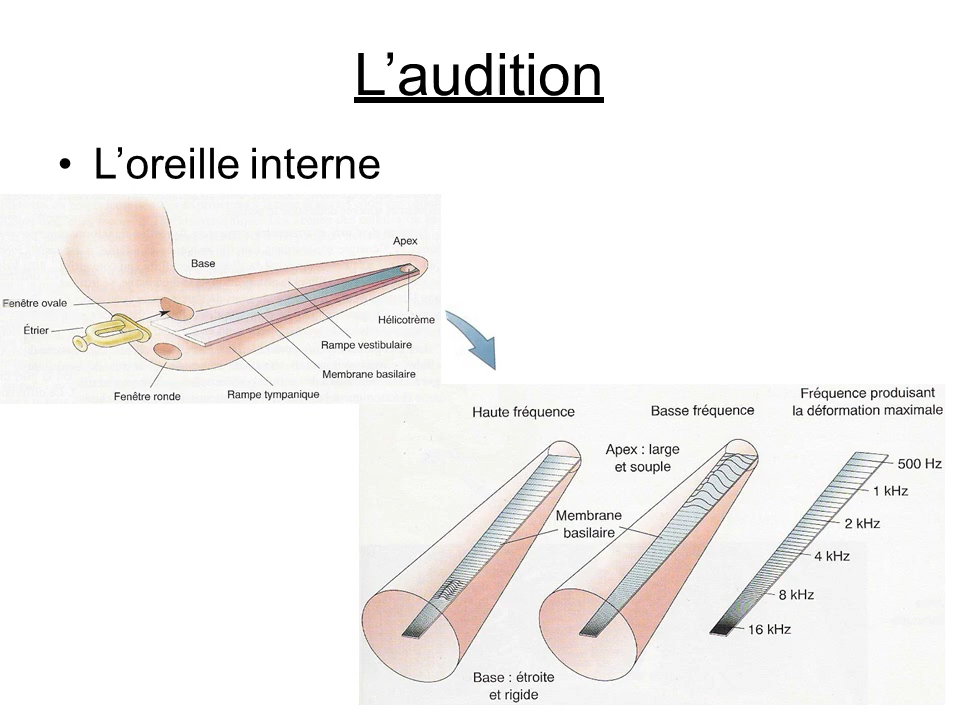 L’audition
• L’oreille interne
Apex
Base
Fenêtre ovale
Étrier
Hélicotrème
Rampe vestibulaire
Membrane basilaire
Fenêtre ronde
Rampe tympanique
Haute fréquence
Basse fréquence
Fréquence produisant
la déformation maximale
Apex : large
et souple
500 Hz
1 kHz
Membrane
basilaire
2 kHz
4 kHz
8 kHz
16 kHz
Base : étroite
et rigide